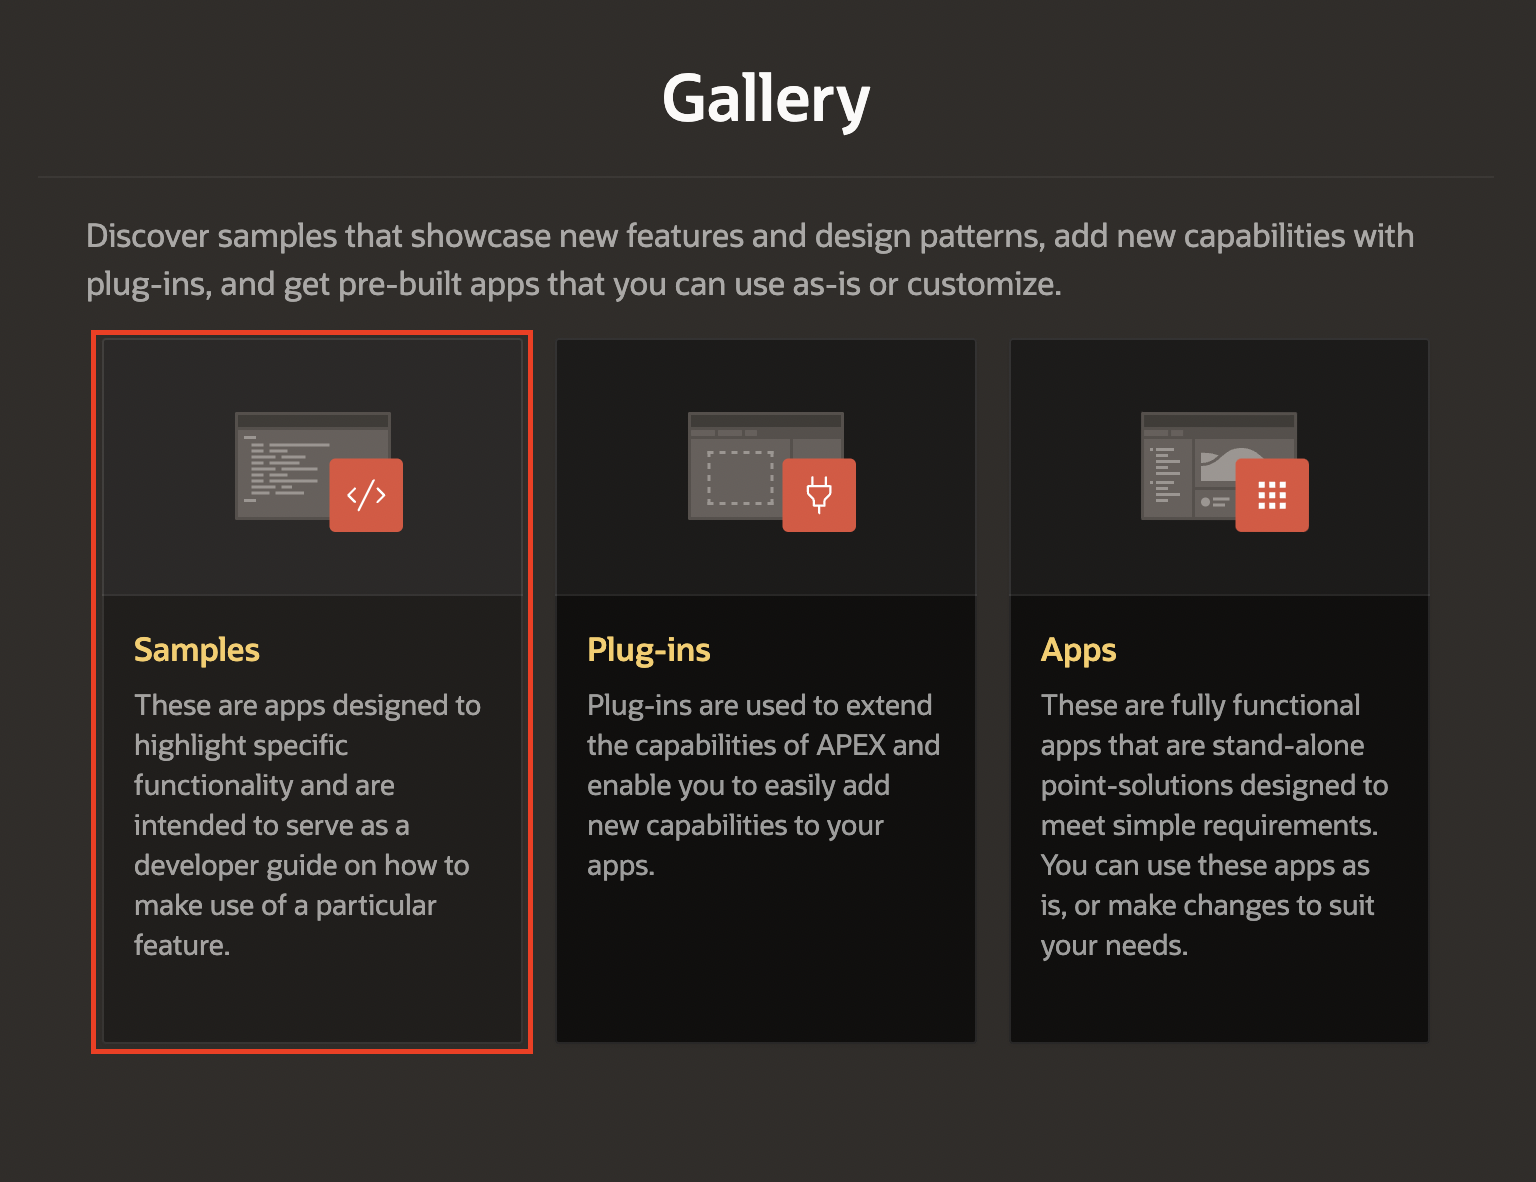 Gallery
Discover samples that showcase new features and design patterns, add new capabilities with
plug-ins, and get pre-built apps that you can use as-is or customize.
Samples
These are apps designed to
highlight specific
functionality and are
intended to serve as a
developer guide on how to
make use of a particular
feature.
Plug-ins
Plug-ins are used to extend
the capabilities of APEX and
enable you to easily add
new capabilities to your
apps.
Apps
These are fully functional
apps that are stand-alone
point-solutions designed to
meet simple requirements.
You can use these apps as
is, or make changes to suit
your needs.